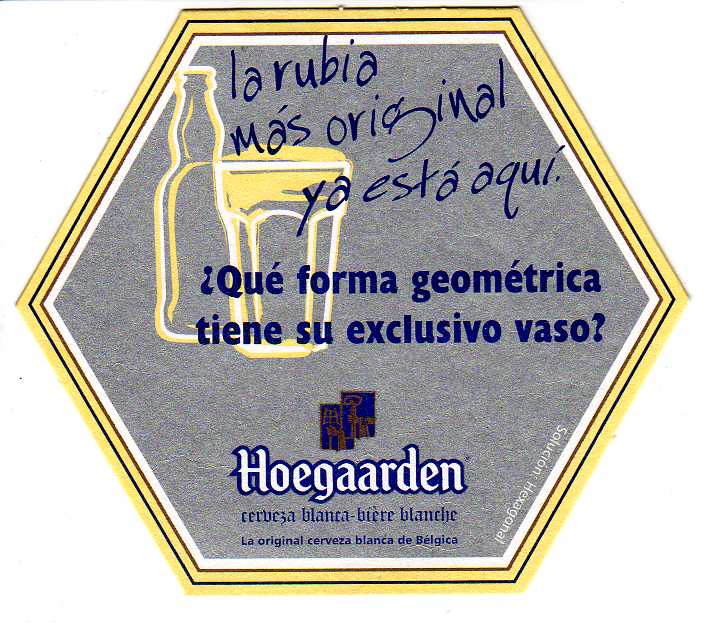 la rubia
más original
ya está aquí.
¿Qué forma geométrica
tiene su exclusivo vaso?
Hoegaarden
cerveza blanca-bière blanche
La original cerveza blanca de Bélgica
Solución: Hexagonal